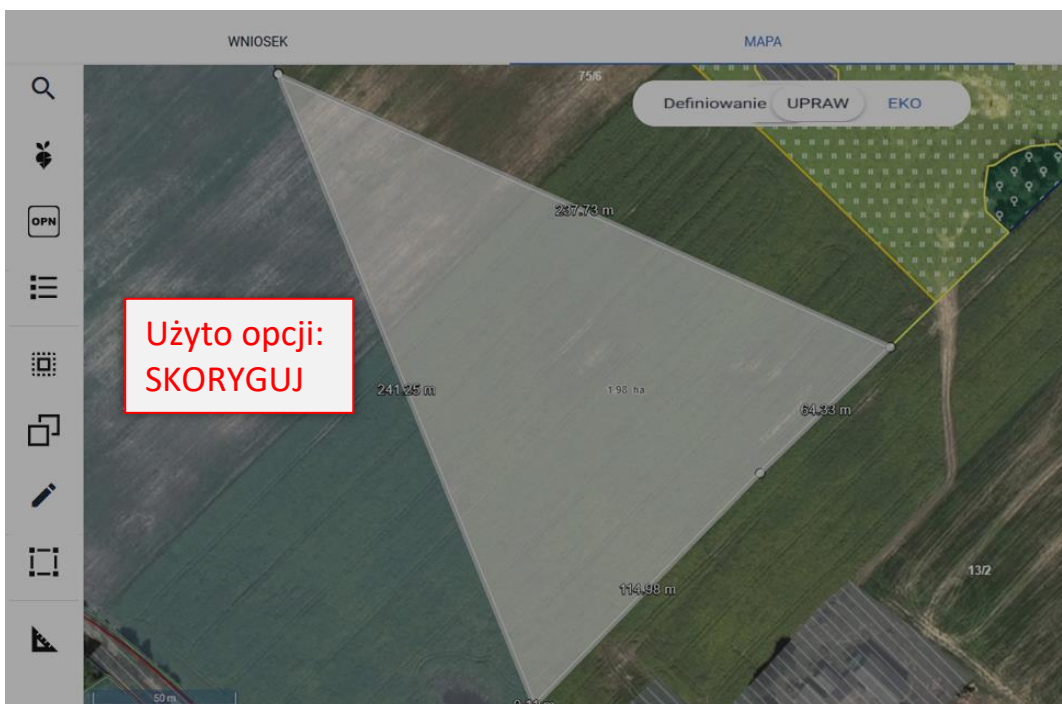 WNIOSEK
MAPA
75/6
Definiowanie UPRAW EKO
OPN
237.73 m
Użyto opcji:
SKORYGUJ
241.25 m
1.98 ha
64.33 m
114.98 m
13/2
50 m